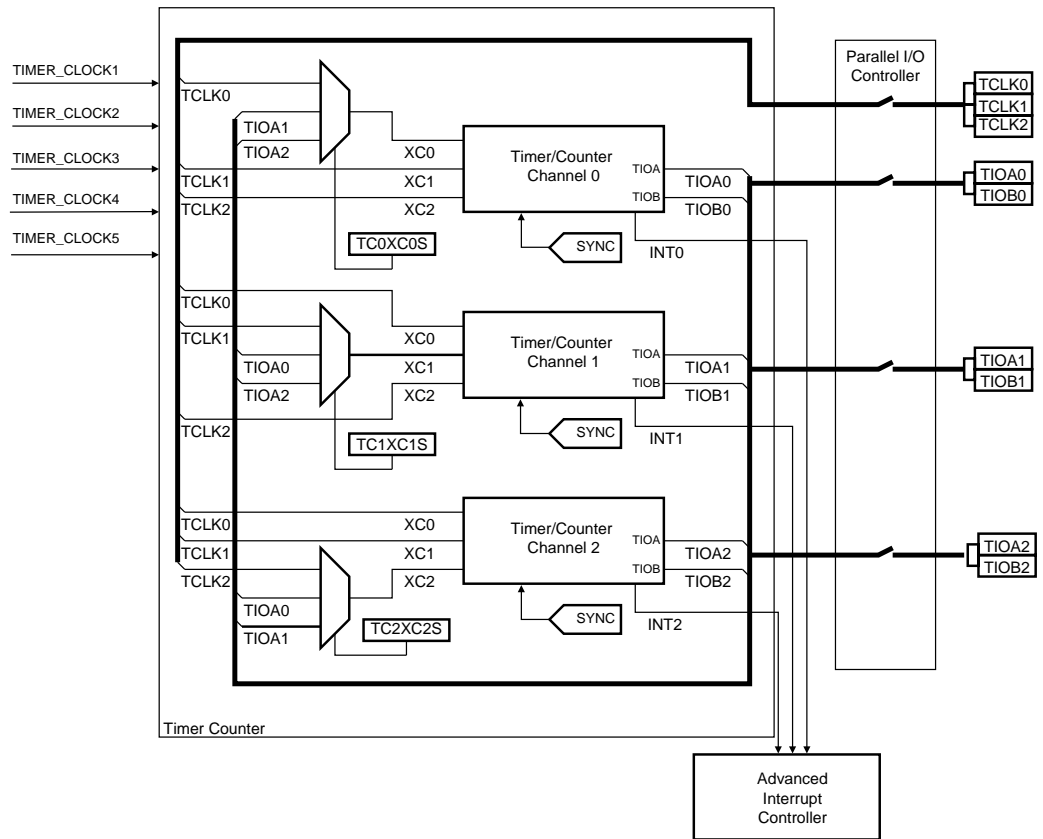 Parallel I/O
Controller
TIMER_CLOCK1
TCLK0
TCLK0
TCLK1
TCLK2
TIMER_CLOCK2
TIOA1
TIOA2
XC0
Timer/Counter
Channel 0
TIOA
TIOB
TIMER_CLOCK3
TCLK1
XC1
TIOA0
TIOA0
TIOB0
TIMER_CLOCK4
TCLK2
XC2
TIOB0
TIMER_CLOCK5
TC0XC0S
SYNC
INT0
TCLK0
XC0
TCLK1
Timer/Counter
Channel 1
TIOA
TIOB
TIOA0
XC1
TIOA1
TIOA1
TIOB1
TIOA2
XC2
TIOB1
TCLK2
TC1XC1S
SYNC
INT1
TCLK0
XC0
Timer/Counter
Channel 2
TIOA
TIOB
TCLK1
XC1
TIOA2
TIOA2
TIOB2
TCLK2
XC2
TIOB2
TIOA0
TIOA1
TC2XC2S
SYNC
INT2
Timer Counter
Advanced
Interrupt
Controller